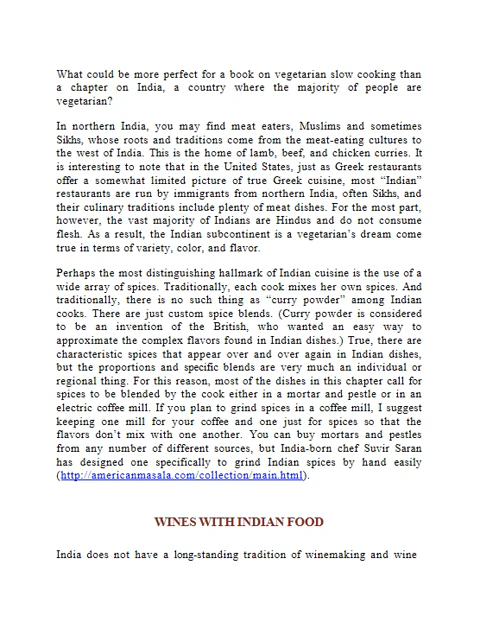 What could be more perfect for a book on vegetarian slow cooking than
a chapter on India, a country where the majority of people are
vegetarian?
In northern India, you may find meat eaters, Muslims and sometimes
Sikhs, whose roots and traditions come from the meat-eating cultures to
the west of India. This is the home of lamb, beef, and chicken curries. It
is interesting to note that in the United States, just as Greek restaurants
offer a somewhat limited picture of true Greek cuisine, most “Indian”
restaurants are run by immigrants from northern India, often Sikhs, and
their culinary traditions include plenty of meat dishes. For the most part,
however, the vast majority of Indians are Hindus and do not consume
flesh. As a result, the Indian subcontinent is a vegetarian’s dream come
true in terms of variety, color, and flavor.
Perhaps the most distinguishing hallmark of Indian cuisine is the use of a
wide array of spices. Traditionally, each cook mixes her own spices. And
traditionally, there is no such thing as “curry powder” among Indian
cooks. There are just custom spice blends. (Curry powder is considered
to be an invention of the British, who wanted an easy way to
approximate the complex flavors found in Indian dishes.) True, there are
characteristic spices that appear over and over again in Indian dishes,
but the proportions and specific blends are very much an individual or
regional thing. For this reason, most of the dishes in this chapter call for
spices to be blended by the cook either in a mortar and pestle or in an
electric coffee mill. If you plan to grind spices in a coffee mill, I suggest
keeping one mill for your coffee and one just for spices so that the
flavors don’t mix with one another. You can buy mortars and pestles
from any number of different sources, but India-born chef Suvir Saran
has designed one specifically to grind Indian spices by hand easily
(http://americanmasala.com/collection/main.html).
WINES WITH INDIAN FOOD
India does not have a long-standing tradition of winemaking and wine